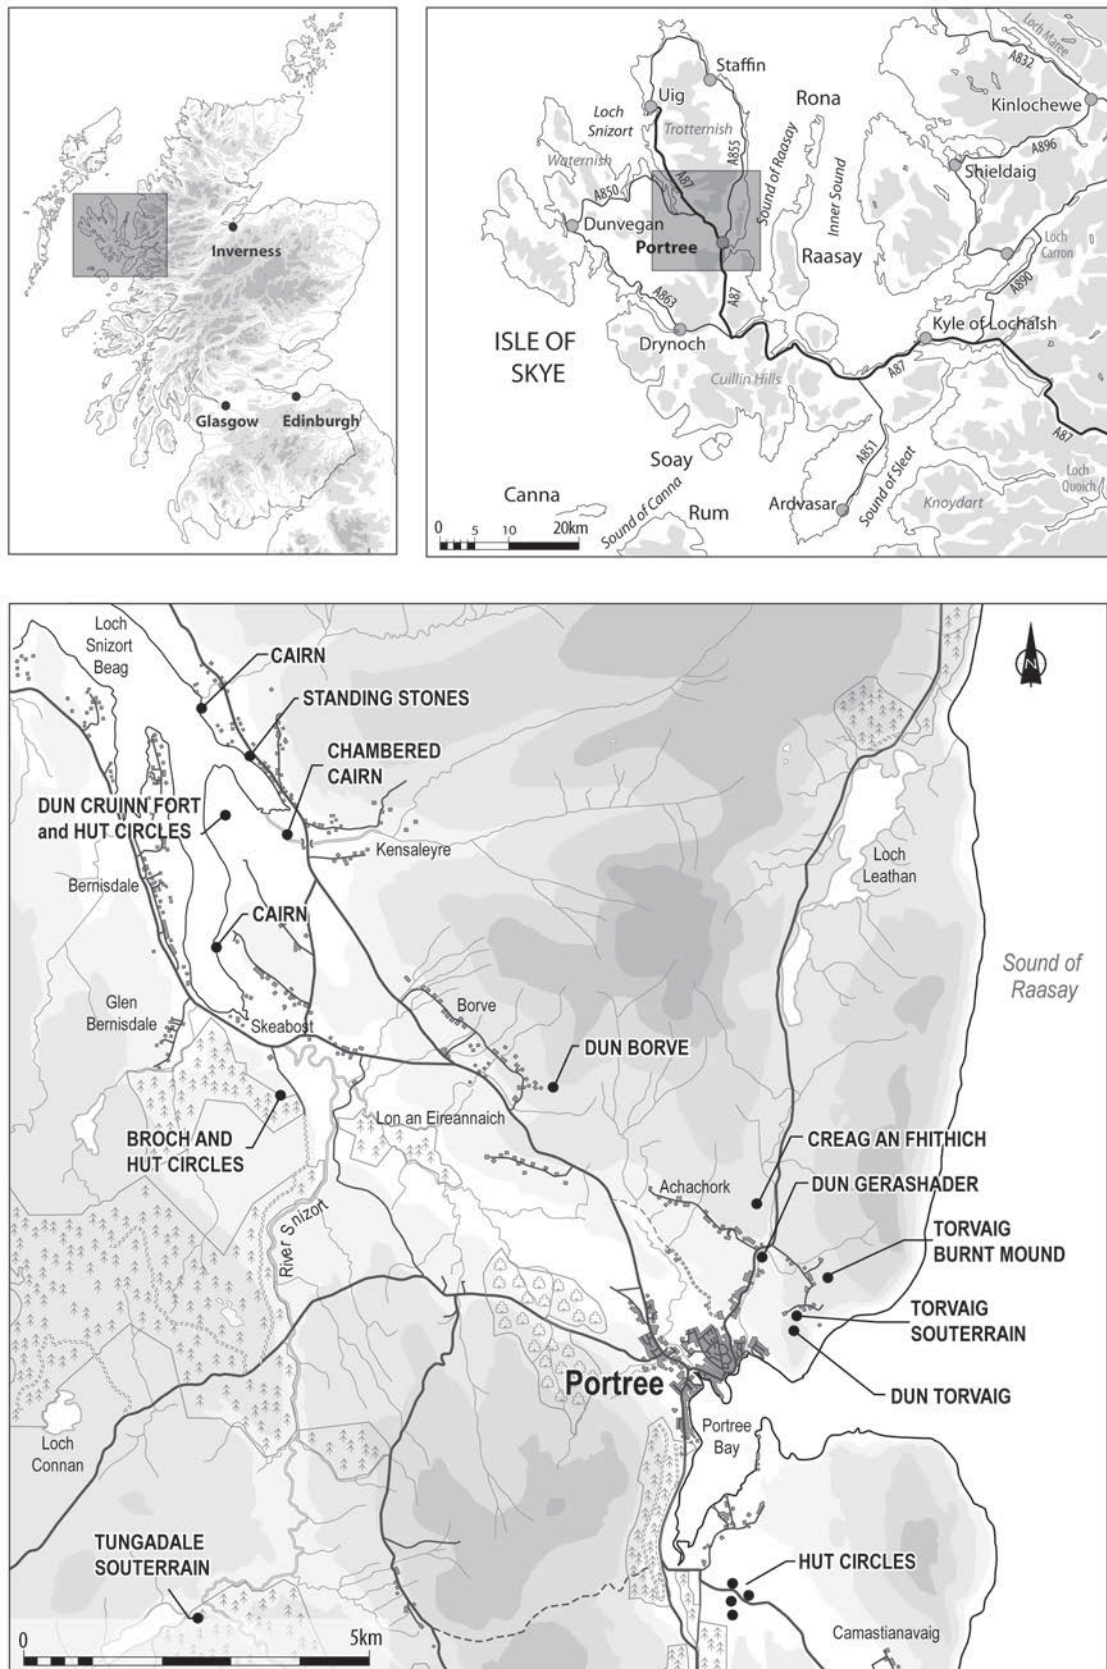 Inverness
Glasgow
Edinburgh
Staffin
Uig
Loch
Snizort
Trotternish
Waternish
A87
A855
A850
Dunvegan
Portree
Sound of Raasay
Rona
Inner Sound
Raasay
Loch Maree
A832
Kinlochewe
A896
Shieldaig
Loch
Carron
A890
A863
A87
Drynoch
ISLE OF
SKYE
Cuillin Hills
Kyle of Lochalsh
A87
A87
Soay
A851
Sound of Sleat
Loch
Quoich
Canna
Sound of Canna
Rum
Ardvasar
Knoydart
0 5 10 20km
Loch
Snizort
Beag
CAIRN
STANDING STONES
CHAMBERED
CAIRN
DUN CRUINN FORT
and HUT CIRCLES
Kensaleyre
Bernisdale
CAIRN
Loch
Leathan
N
Sound of
Raasay
Glen
Bernisdale
Skeabost
Borve
DUN BORVE
BROCH AND
HUT CIRCLES
Lon an Eireannaich
CREAG AN FHITHICH
Achachork
DUN GERASHADER
TORVAIG
BURNT MOUND
River Snizort
TORVAIG
SOUTERRAIN
Portree
DUN TORVAIG
Portree
Bay
Loch
Connan
TUNGADALE
SOUTERRAIN
HUT CIRCLES
Camastianavaig
0 5km